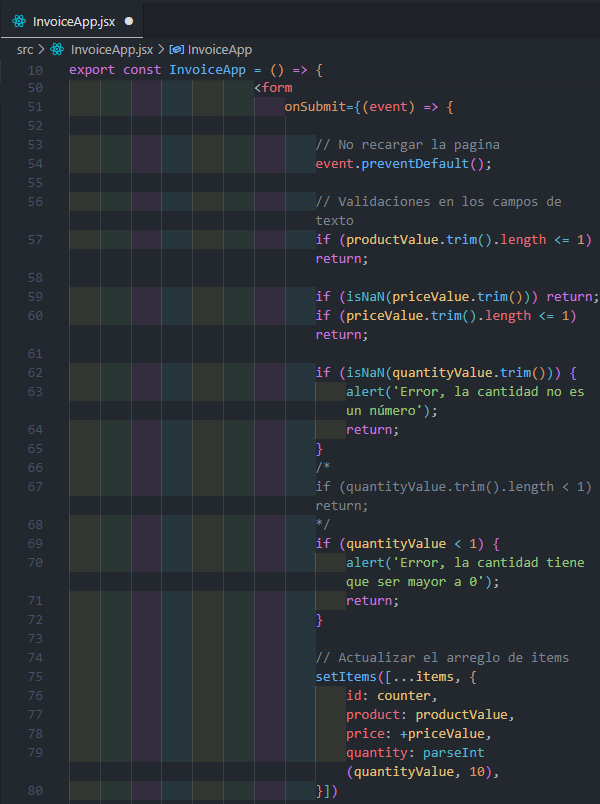 InvoiceApp.jsx
src > InvoiceApp.jsx > InvoiceApp
10 export const InvoiceApp = () => {
50 <form
51 onSubmit={(event) => {
52
53 // No recargar la pagina
54 event.preventDefault();
55
56 // Validaciones en los campos de
texto
57 if (productValue.trim().length <= 1)
return;
58
59 if (isNaN(priceValue.trim())) return;
60 if (priceValue.trim().length <= 1)
return;
61
62 if (isNaN(quantityValue.trim())) {
63 alert('Error, la cantidad no es
un número');
64 return;
65 }
66 /*
67 if (quantityValue.trim().length < 1)
return;
68 */
69 if (quantityValue < 1) {
70 alert('Error, la cantidad tiene
que ser mayor a 0');
71 return;
72 }
73
74 // Actualizar el arreglo de items
75 setItems([...items, {
76 id: counter,
77 product: productValue,
78 price: +priceValue,
79 quantity: parseInt
(quantityValue, 10),
80 }])